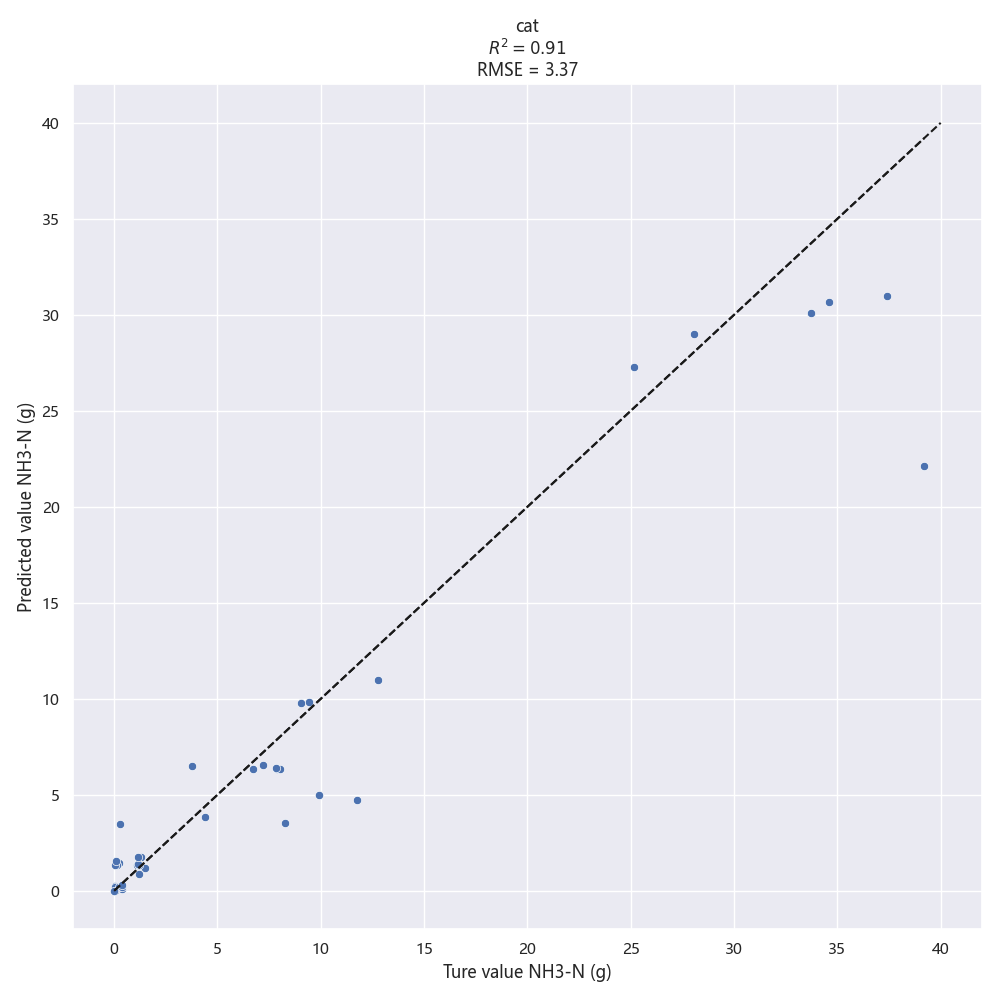 cat
R² = 0.91
RMSE = 3.37
40
35
30
25
20
15
10
5
0
Predicted value NH3-N (g)
0 5 10 15 20 25 30 35 40
Ture value NH3-N (g)